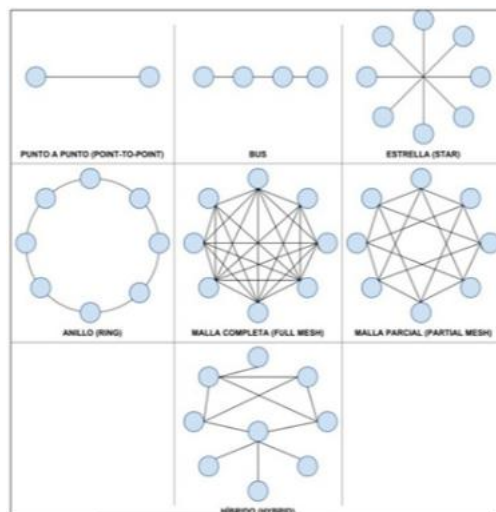 PUNTO A PUNTO (POINT-TO-POINT)
BUS
ESTRELLA (STAR)
ANILLO (RING)
MALLA COMPLETA (FULL MESH)
MALLA PARCIAL (PARTIAL MESH)
HÍBRIDO (HYBRID)